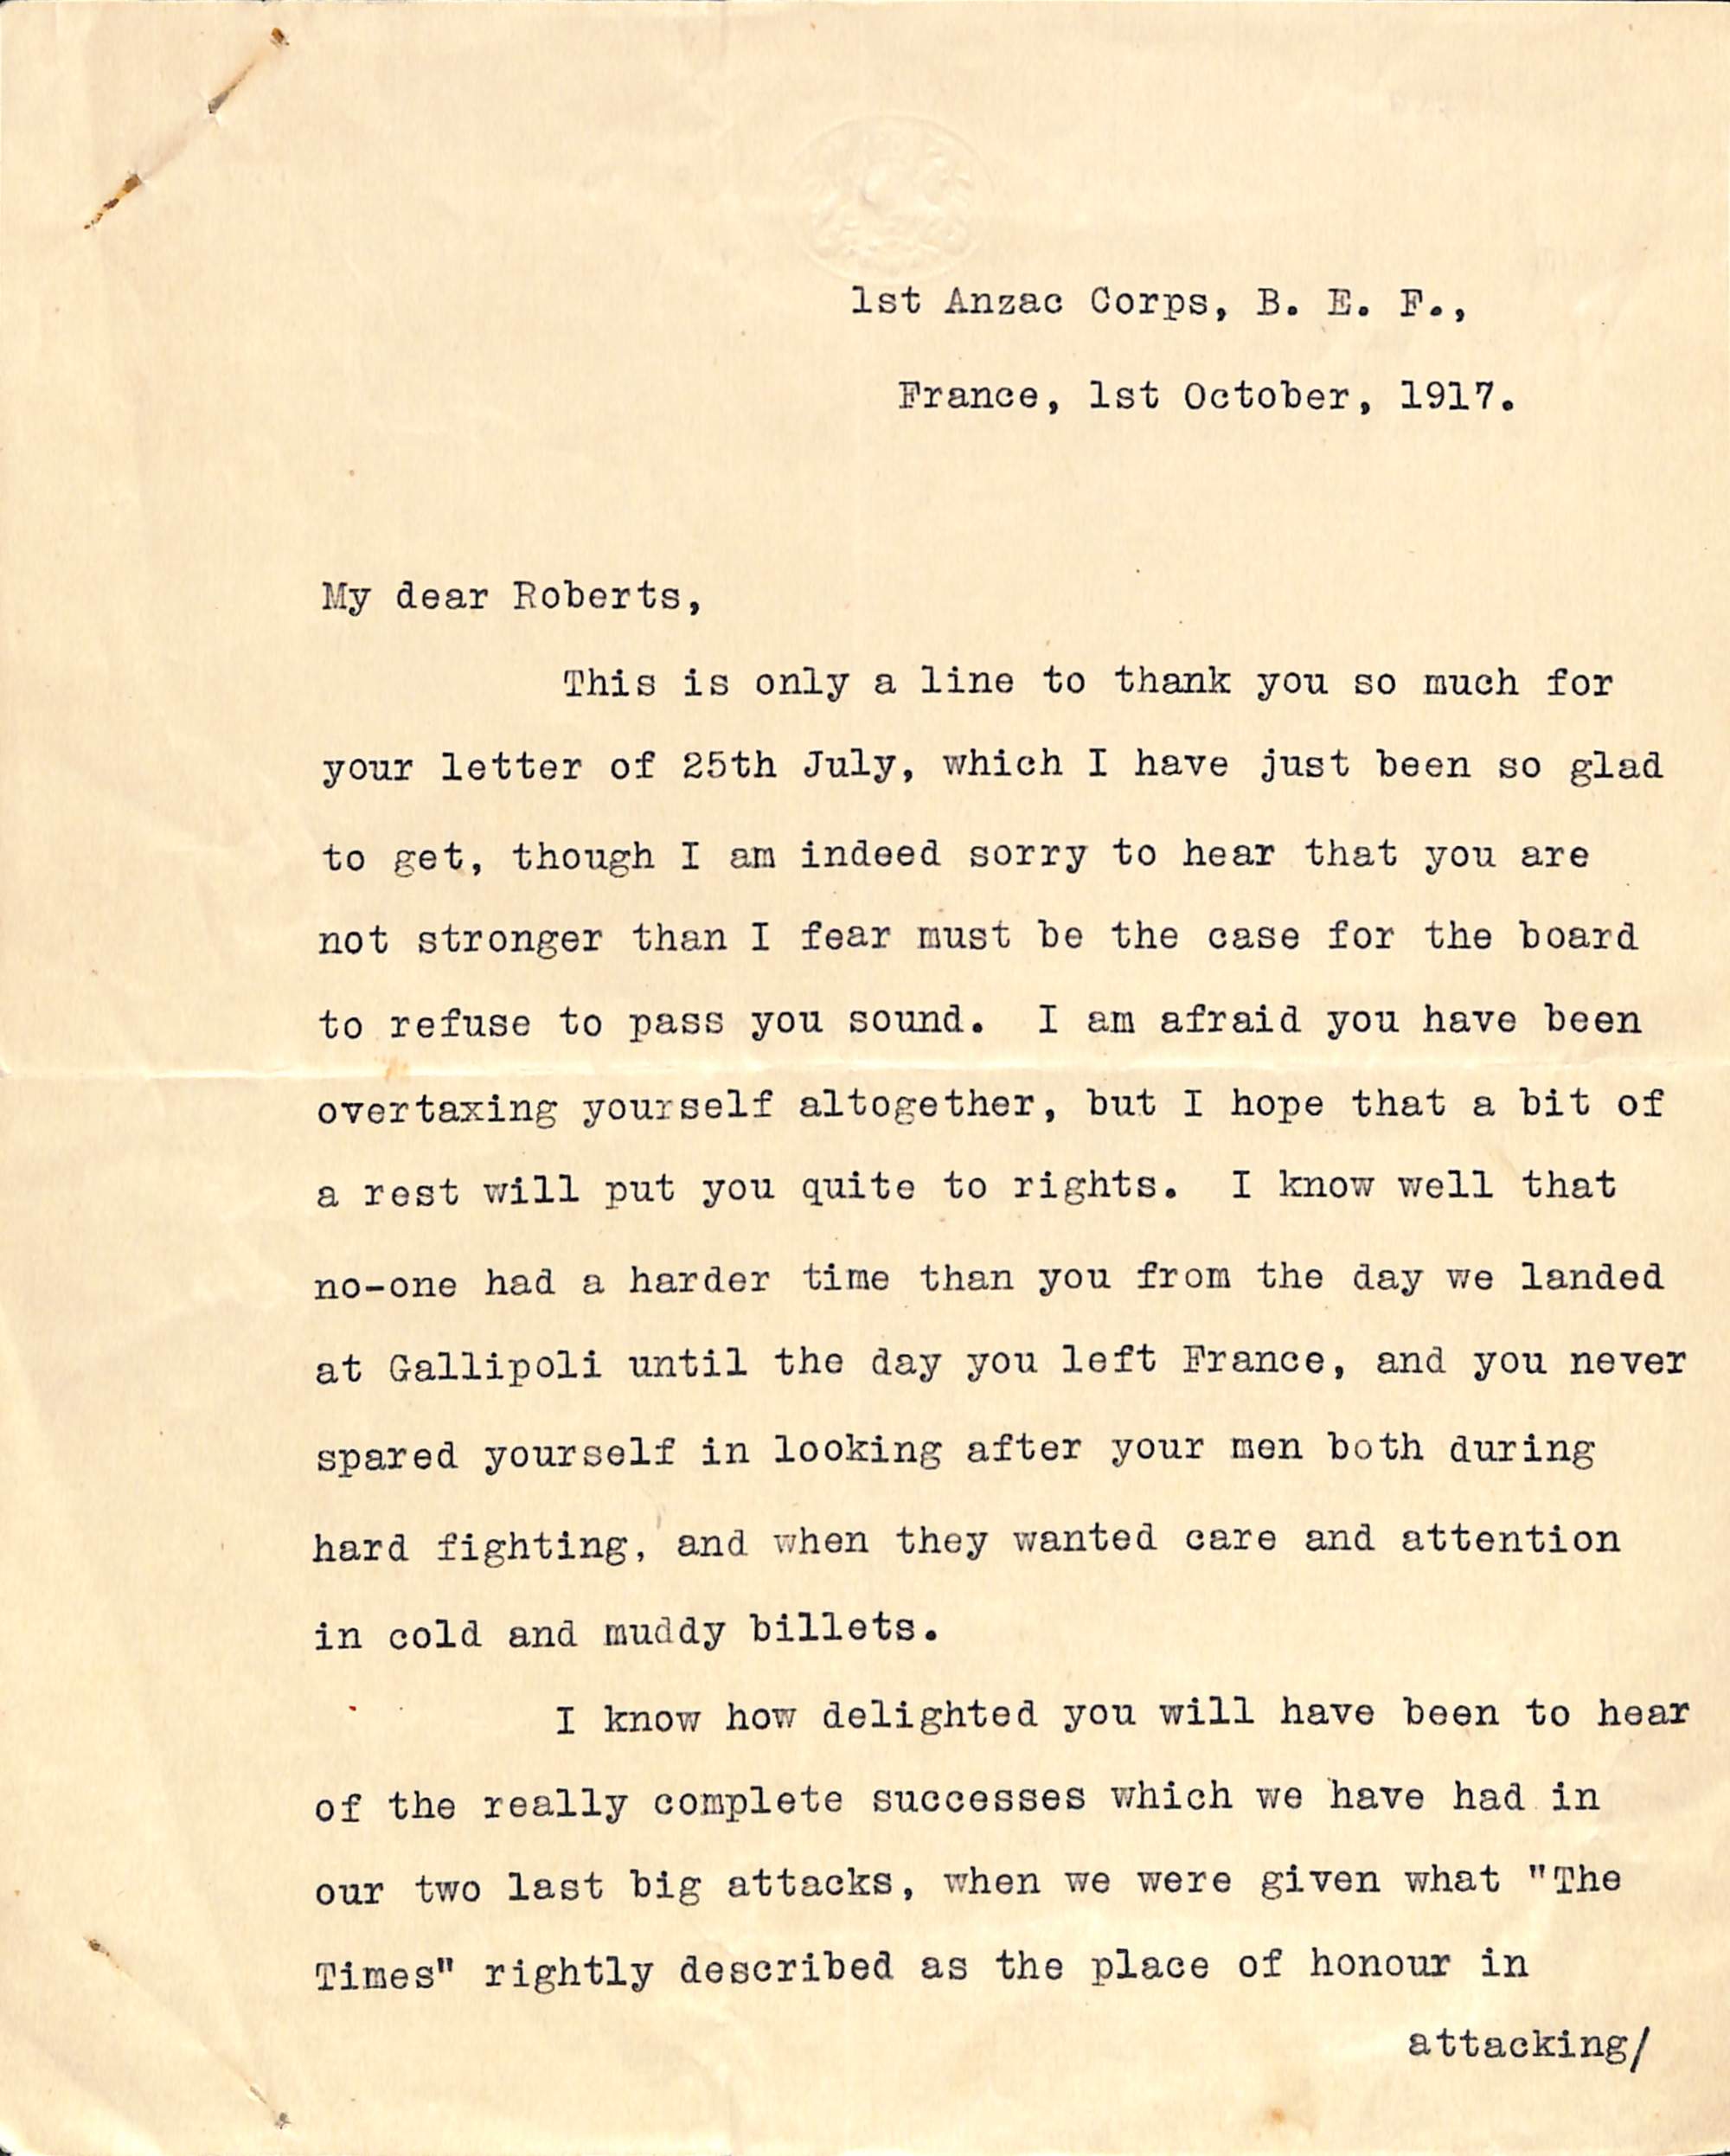 1st Anzac Corps, B. E. F.,
France, 1st October, 1917.
My dear Roberts,
This is only a line to thank you so much for
your letter of 25th July, which I have just been so glad
to get, though I am indeed sorry to hear that you are
not stronger than I fear must be the case for the board
to refuse to pass you sound. I am afraid you have been
overtaxing yourself altogether, but I hope that a bit of
a rest will put you quite to rights. I know well that
no-one had a harder time than you from the day we landed
at Gallipoli until the day you left France, and you never
spared yourself in looking after your men both during
hard fighting, and when they wanted care and attention
in cold and muddy billets.
I know how delighted you will have been to hear
of the really complete successes which we have had in
our two last big attacks, when we were given what "The
Times" rightly described as the place of honour in
attacking/